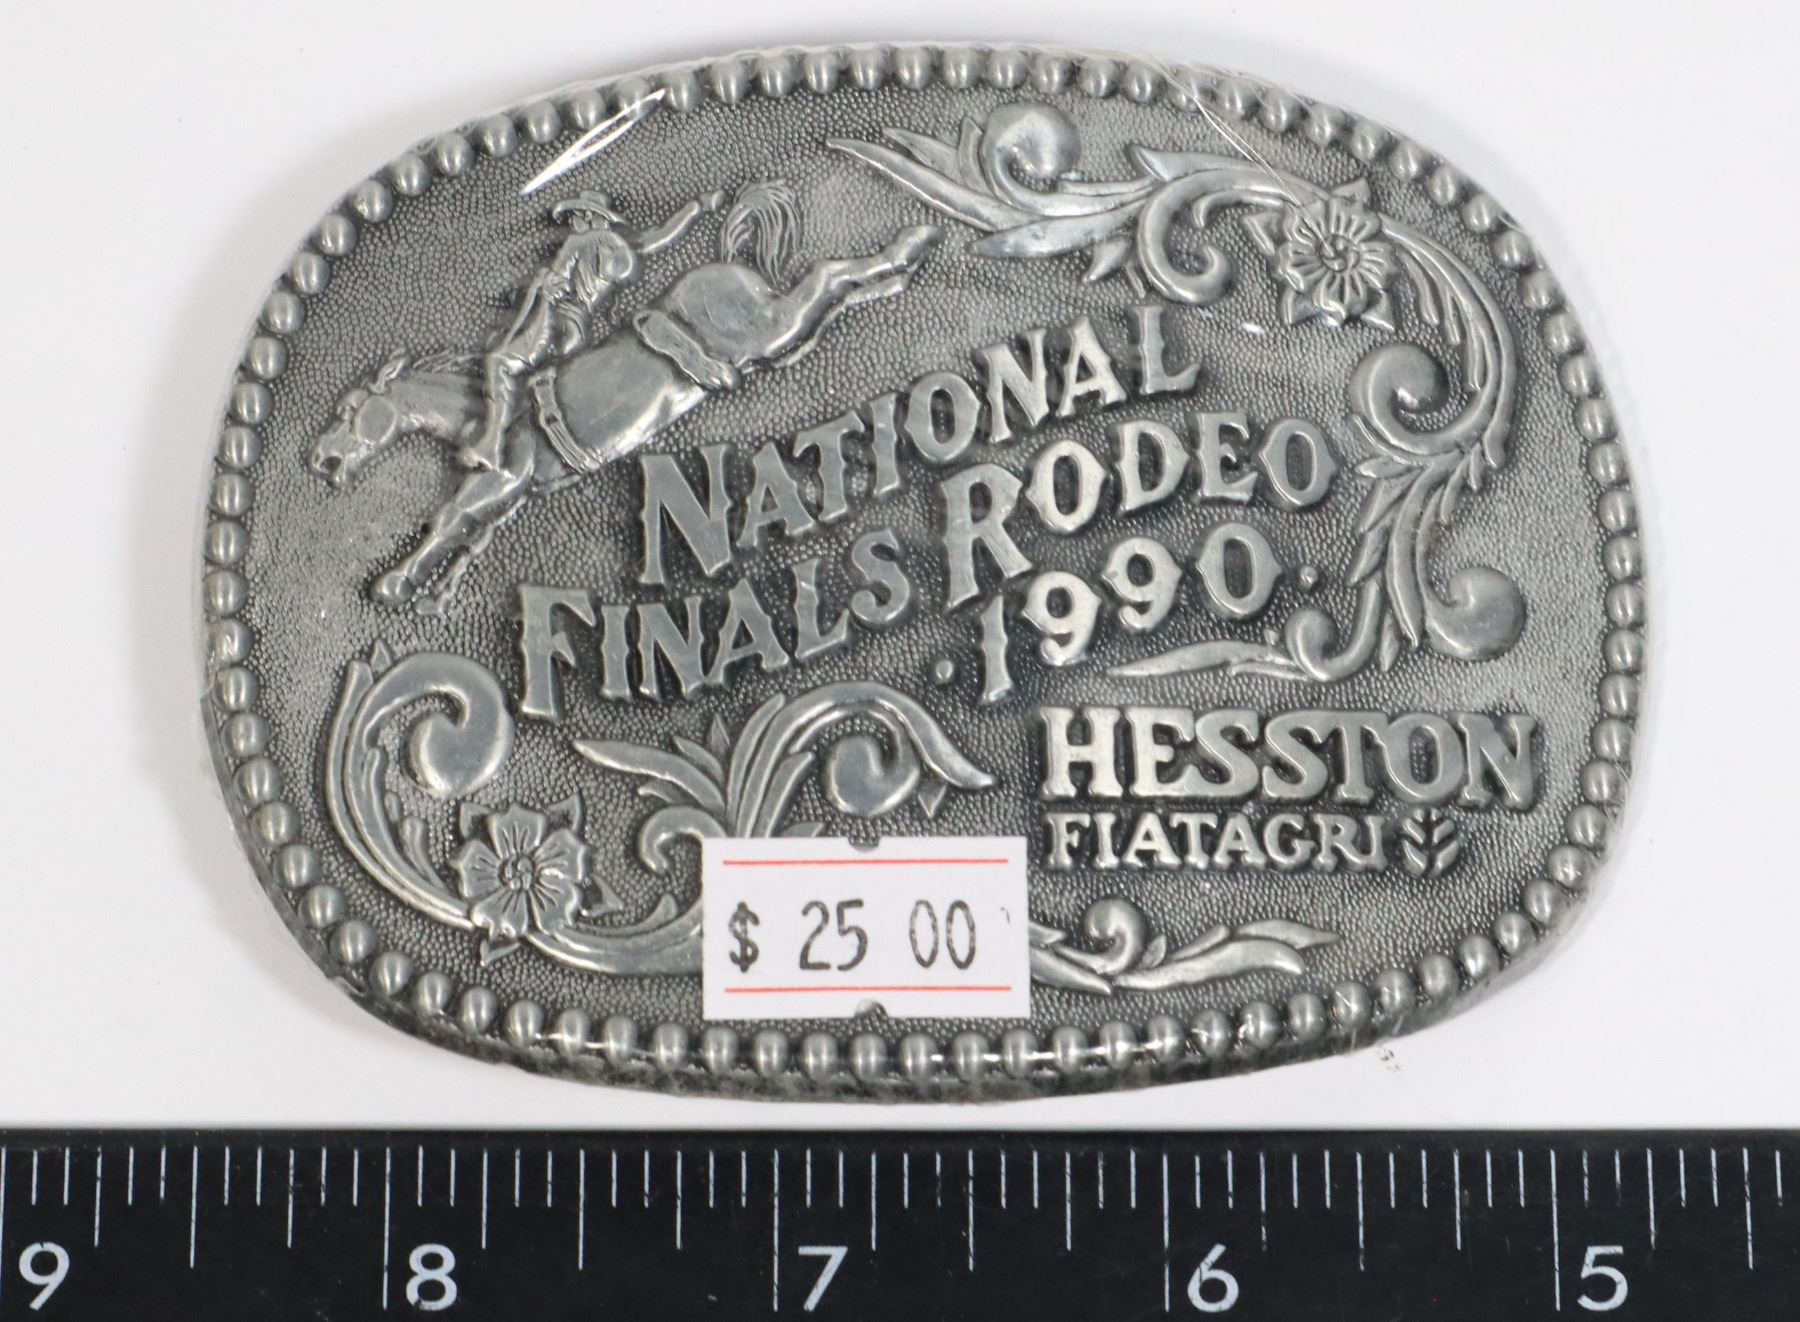 NATIONAL
FINALS RODEO
• 1990 •
HESSTON
FIATAGRI
$ 25 00
9 8 7 6 5